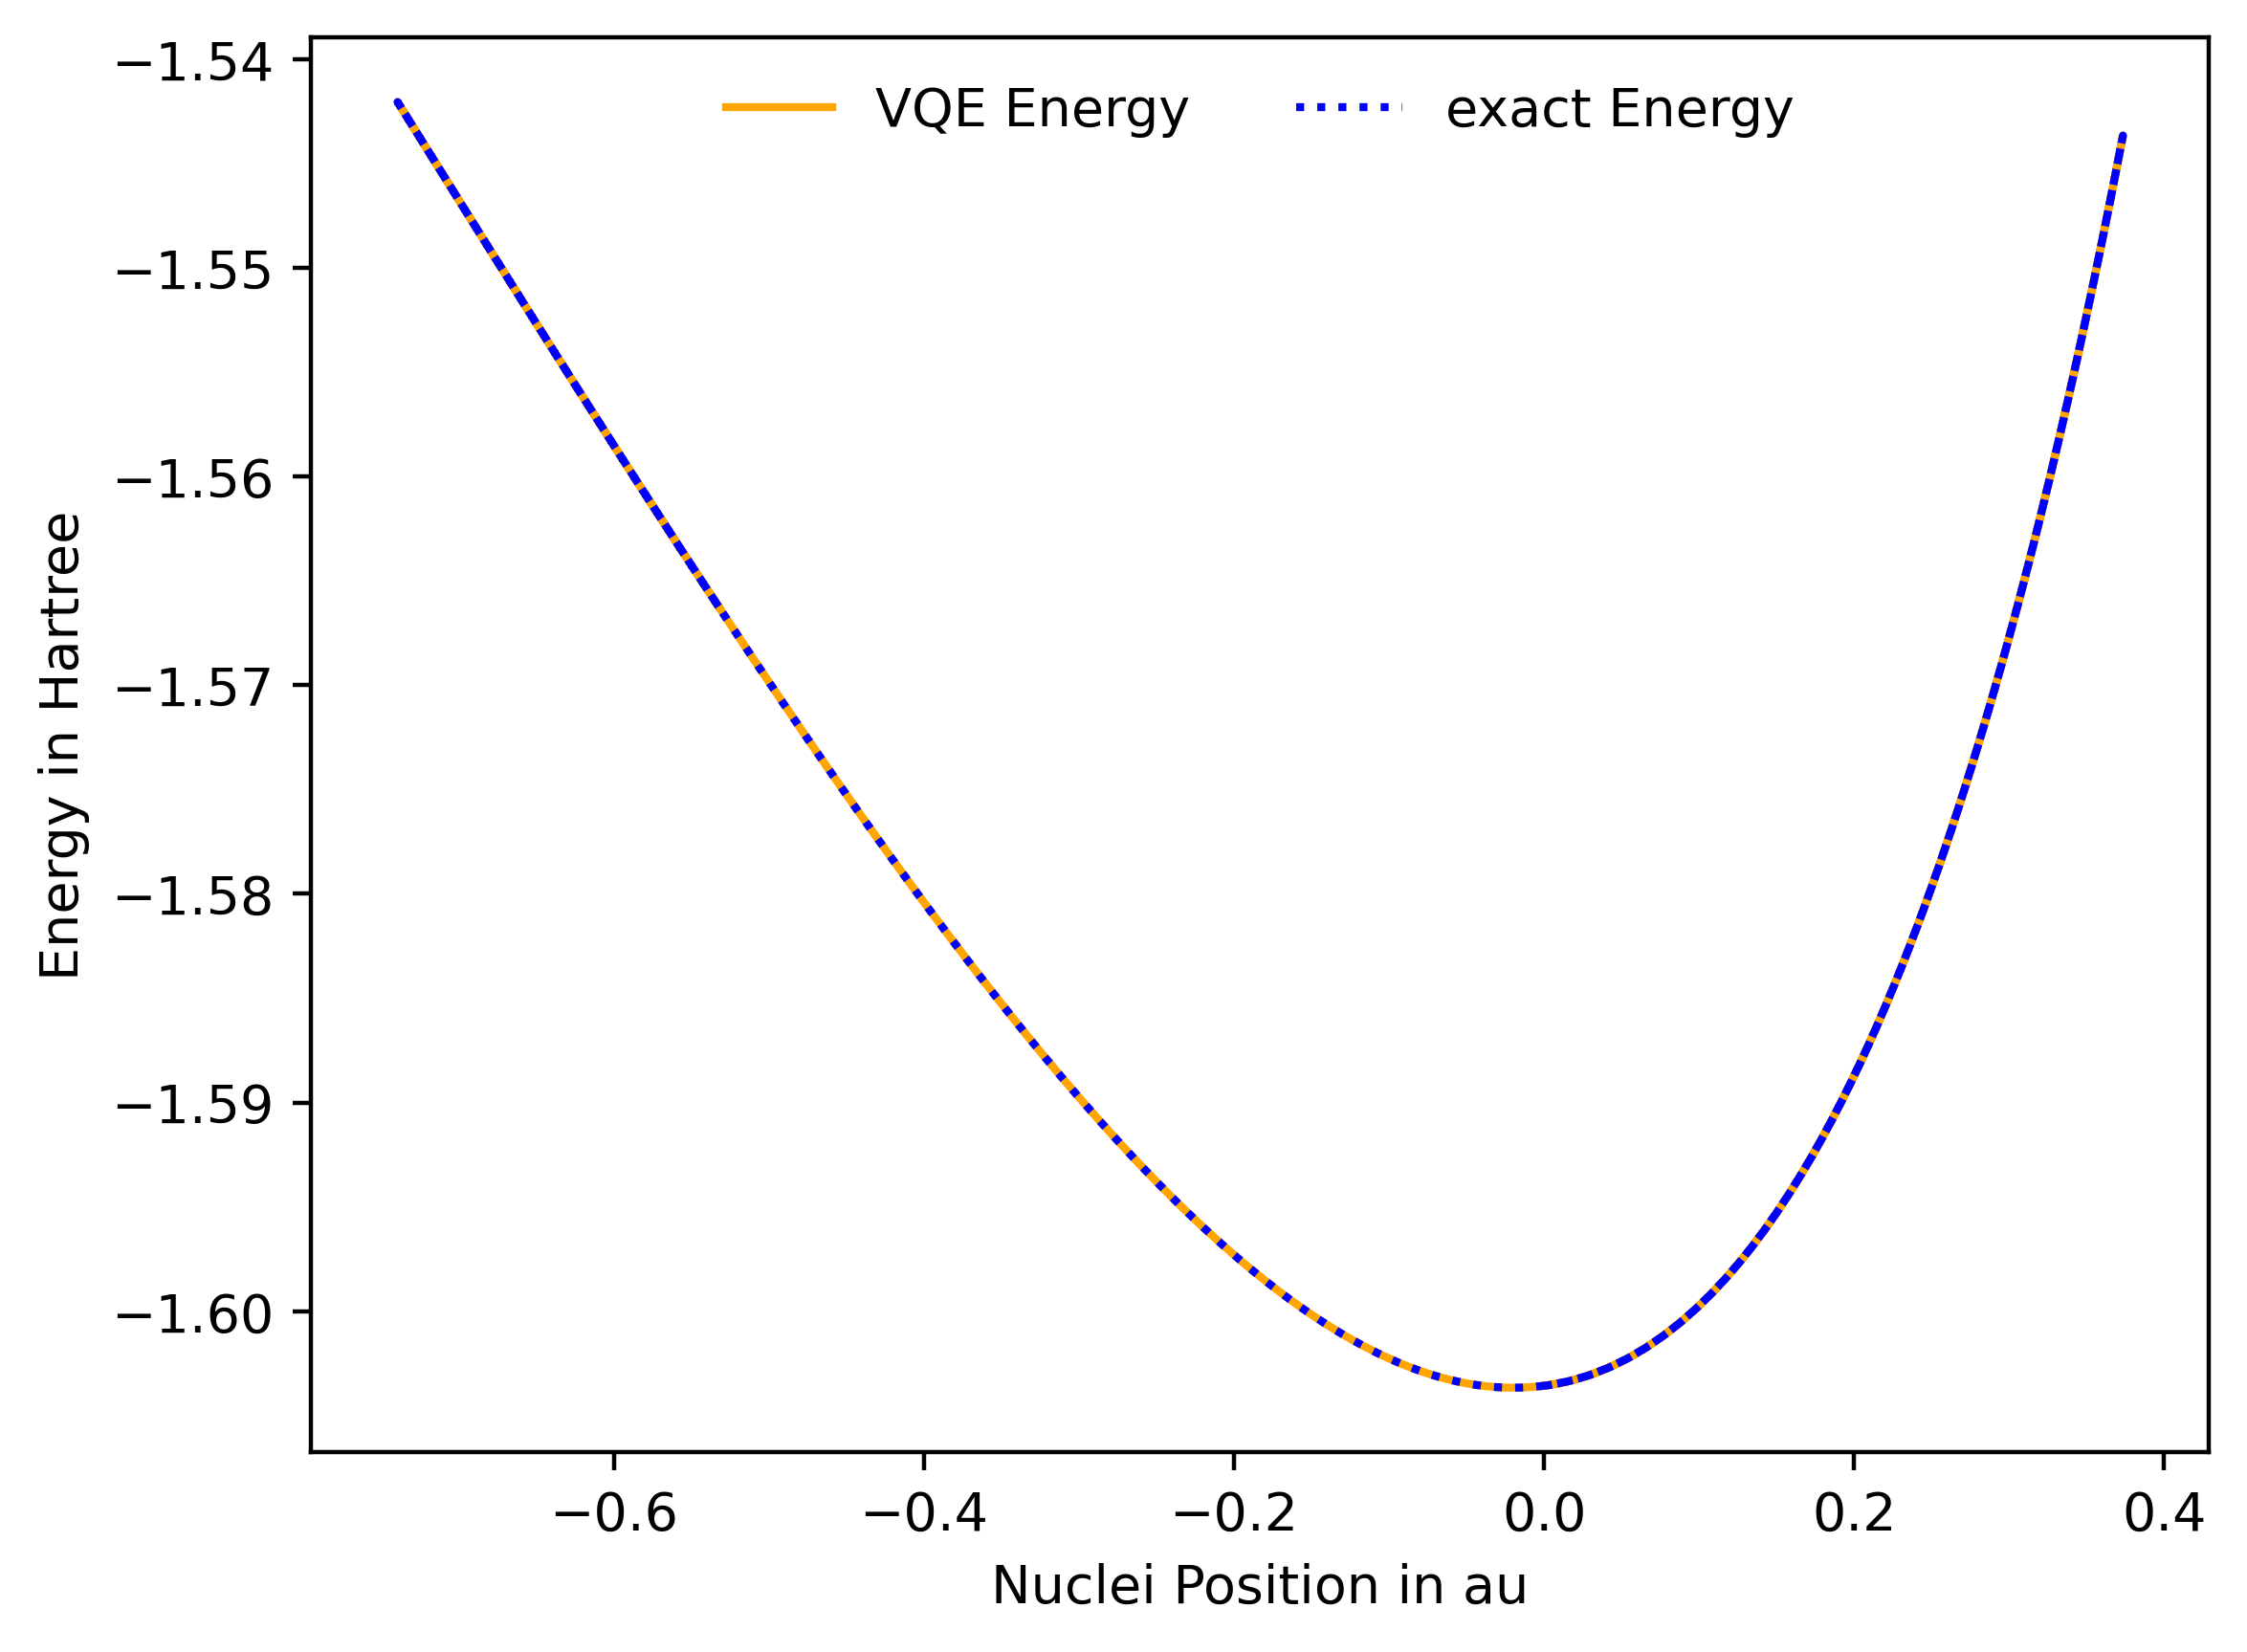 VQE Energy
exact Energy
−1.54
−1.55
−1.56
−1.57
−1.58
−1.59
−1.60
Energy in Hartree
−0.6 −0.4 −0.2 0.0 0.2 0.4
Nuclei Position in au